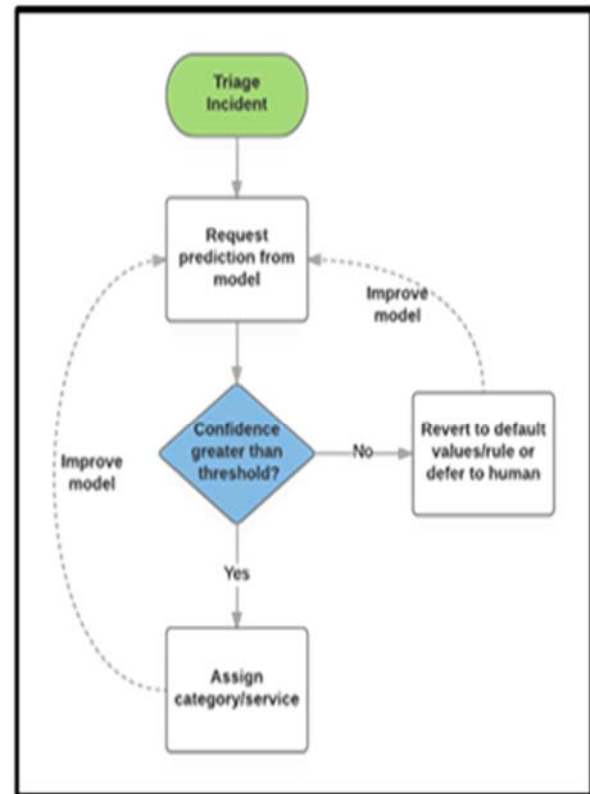 Triage
Incident
Request
prediction from
model
Improve
model
Confidence
greater than
threshold?
No
Revert to default
values/rule or
defer to human
Improve
model
Yes
Assign
category/service